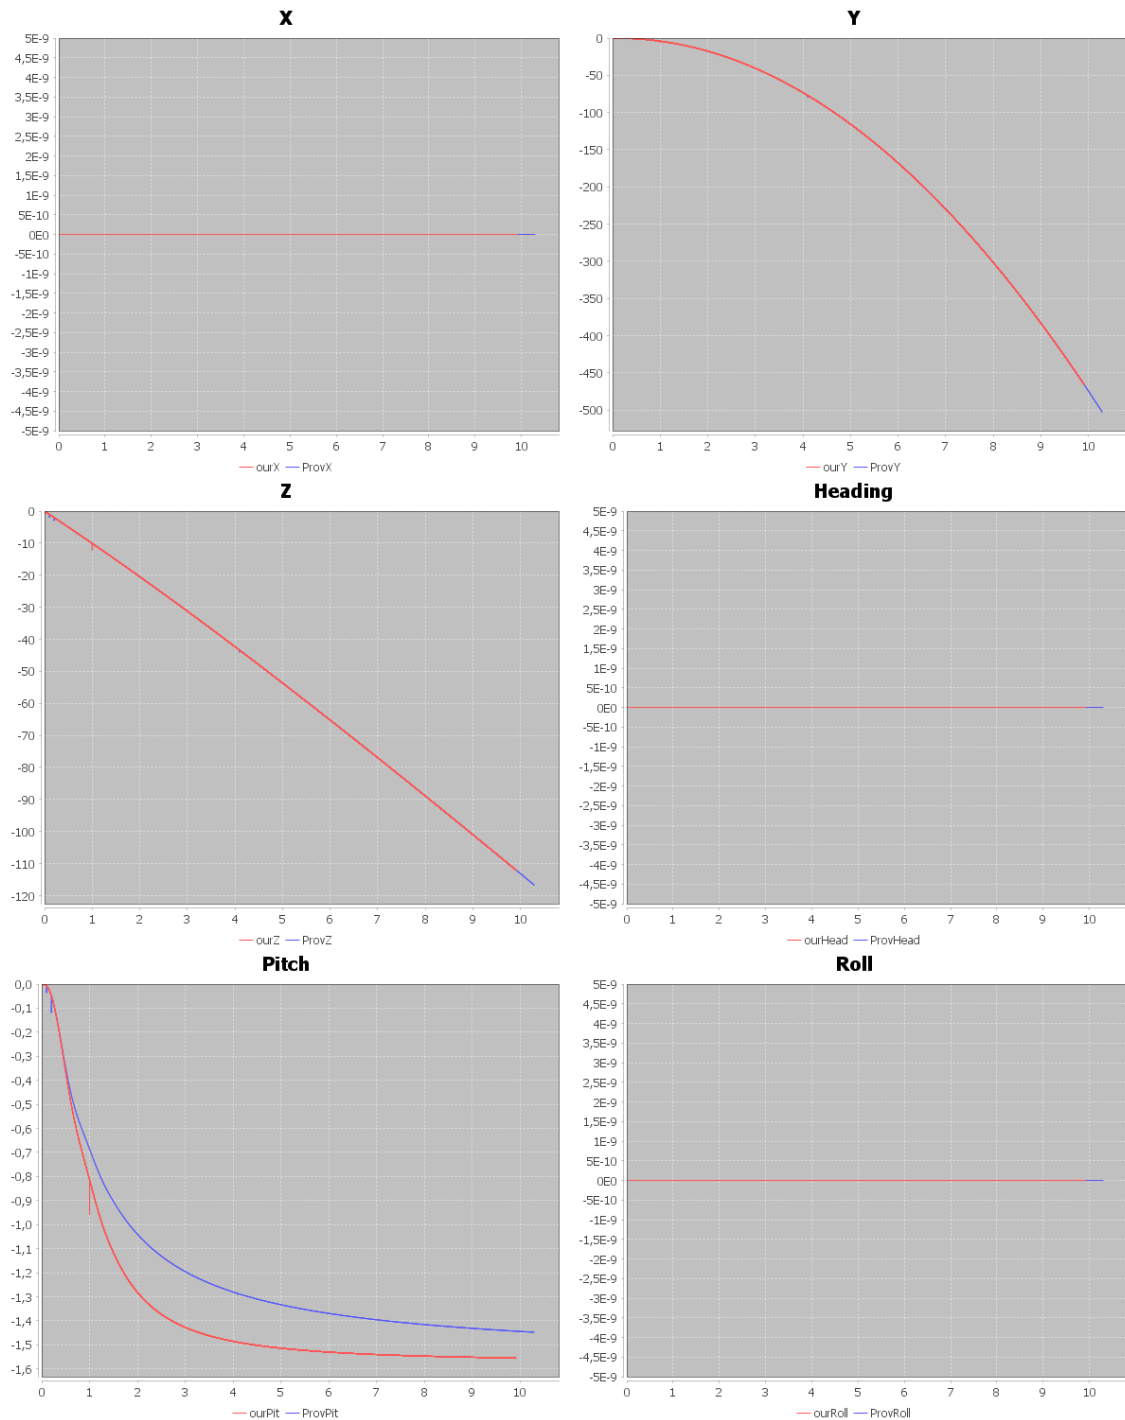 X
5E-9
4,5E-9
4E-9
3,5E-9
3E-9
2,5E-9
2E-9
1,5E-9
1E-9
5E-10
0E0
-5E-10
-1E-9
-1,5E-9
-2E-9
-2,5E-9
-3E-9
-3,5E-9
-4E-9
-4,5E-9
-5E-9
0 1 2 3 4 5 6 7 8 9 10
ourX ProvX
Y
0
-50
-100
-150
-200
-250
-300
-350
-400
-450
-500
0 1 2 3 4 5 6 7 8 9 10
ourY ProvY
Z
0
-10
-20
-30
-40
-50
-60
-70
-80
-90
-100
-110
-120
0 1 2 3 4 5 6 7 8 9 10
ourZ ProvZ
Heading
5E-9
4,5E-9
4E-9
3,5E-9
3E-9
2,5E-9
2E-9
1,5E-9
1E-9
5E-10
0E0
-5E-10
-1E-9
-1,5E-9
-2E-9
-2,5E-9
-3E-9
-3,5E-9
-4E-9
-4,5E-9
-5E-9
0 1 2 3 4 5 6 7 8 9 10
ourHead ProvHead
Pitch
0,0
-0,1
-0,2
-0,3
-0,4
-0,5
-0,6
-0,7
-0,8
-0,9
-1,0
-1,1
-1,2
-1,3
-1,4
-1,5
-1,6
0 1 2 3 4 5 6 7 8 9 10
ourPit ProvPit
Roll
5E-9
4,5E-9
4E-9
3,5E-9
3E-9
2,5E-9
2E-9
1,5E-9
1E-9
5E-10
0E0
-5E-10
-1E-9
-1,5E-9
-2E-9
-2,5E-9
-3E-9
-3,5E-9
-4E-9
-4,5E-9
-5E-9
0 1 2 3 4 5 6 7 8 9 10
ourRoll ProvRoll